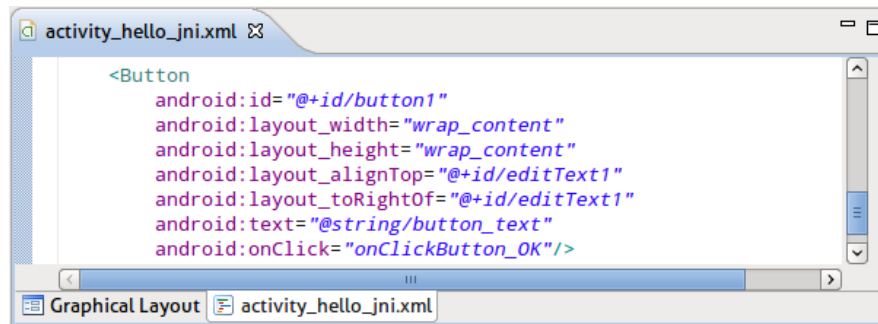 activity_hello_jni.xml
<Button
android:id="@+id/button1"
android:layout_width="wrap_content"
android:layout_height="wrap_content"
android:layout_alignTop="@+id/editText1"
android:layout_toRightOf="@+id/editText1"
android:text="@string/button_text"
android:onClick="onClickButton_OK"/>
Graphical Layout activity_hello_jni.xml